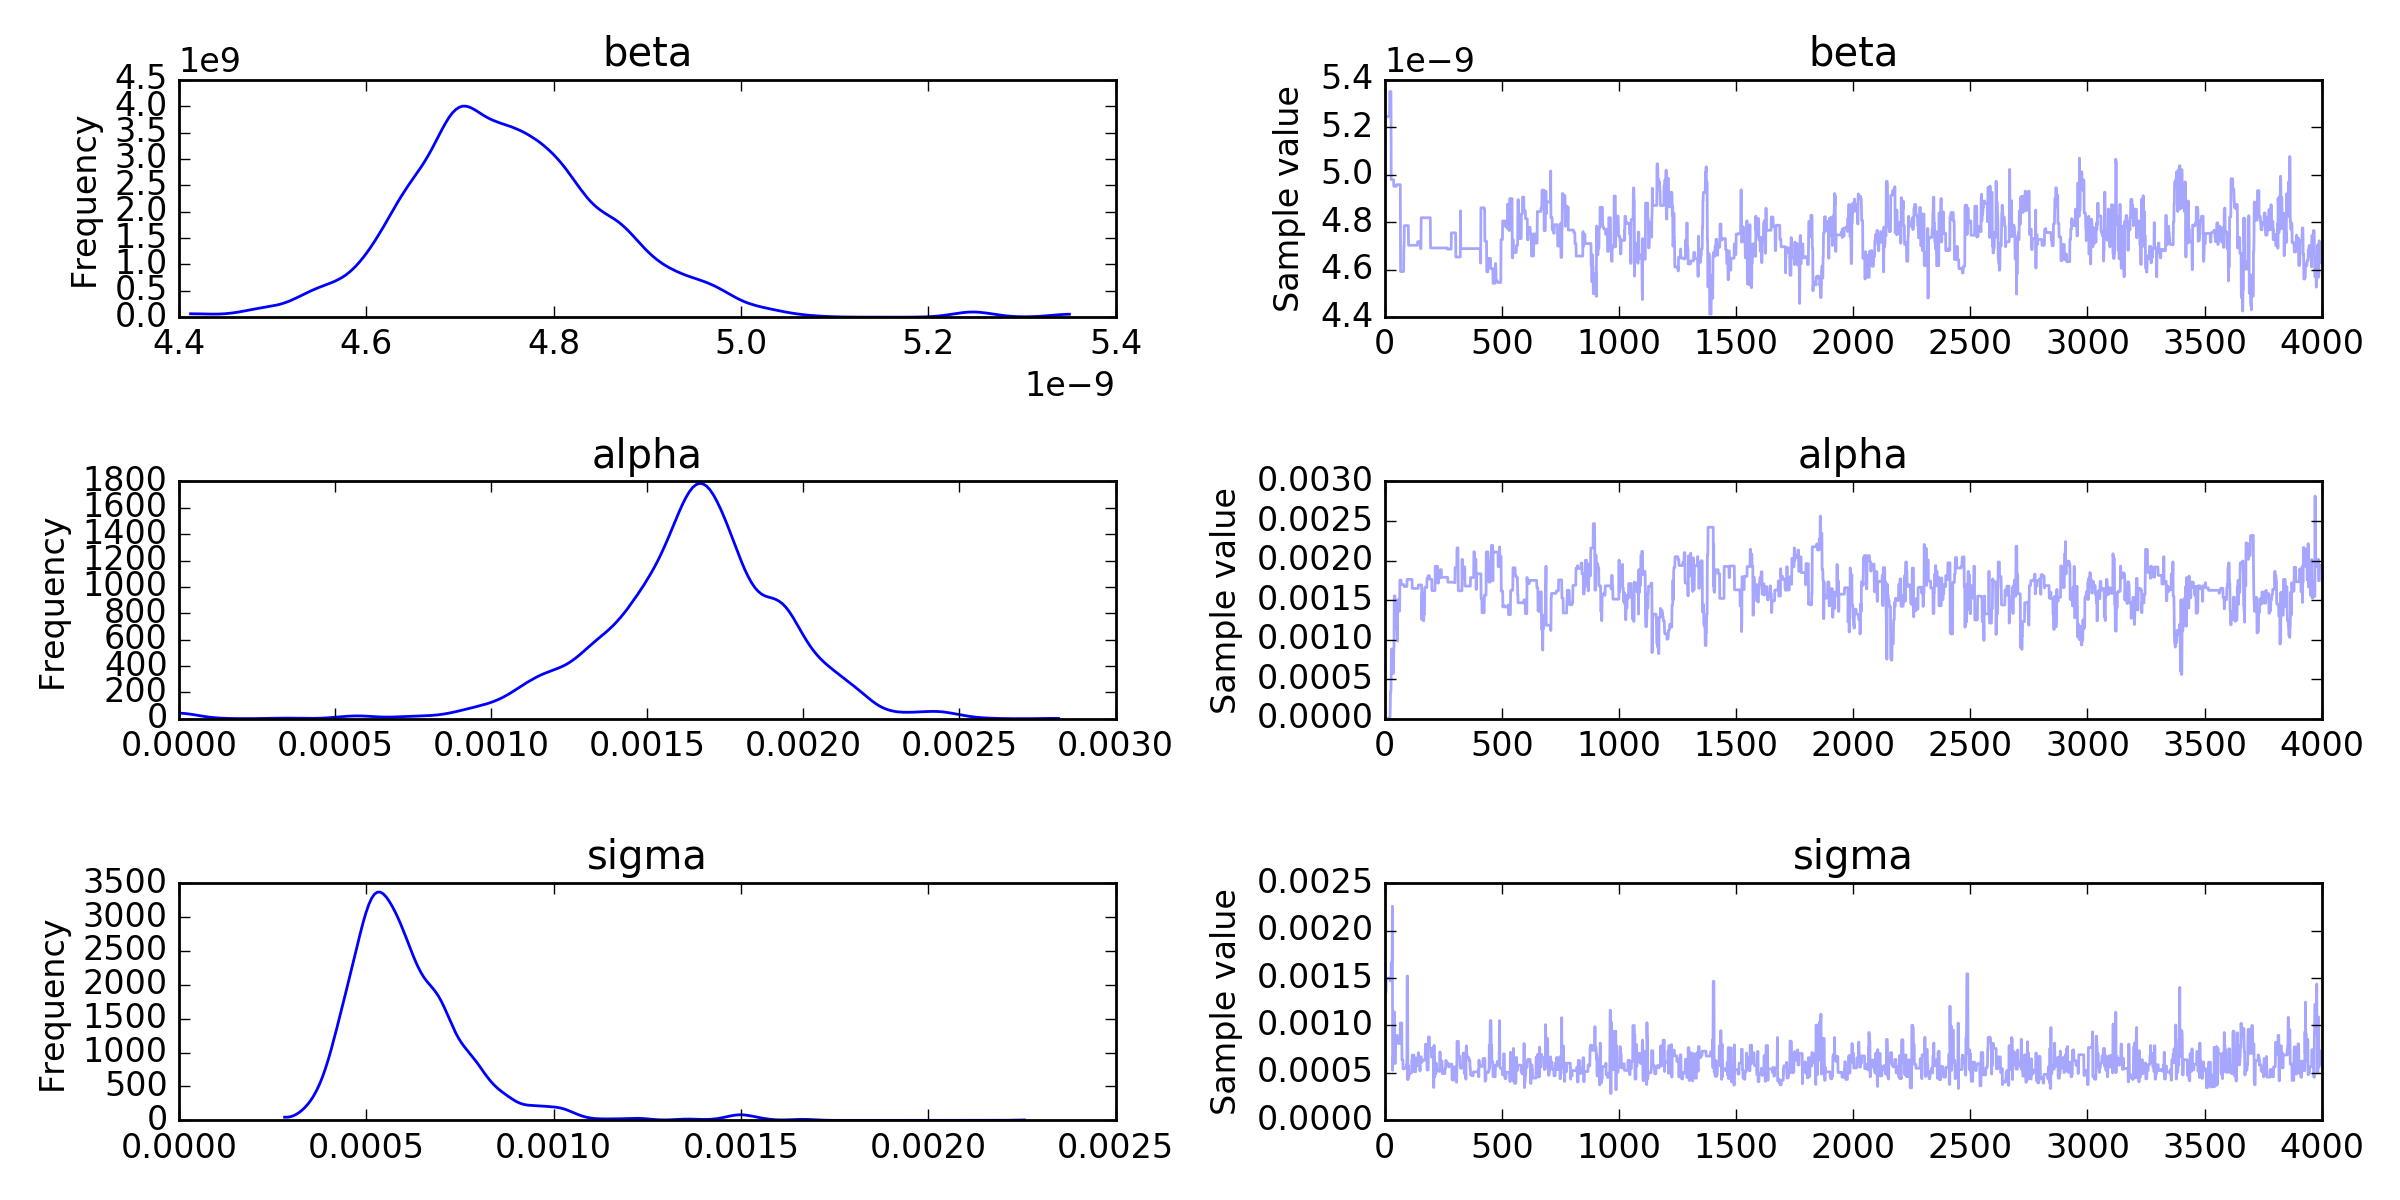 beta
1e9
4.5
4.0
3.5
3.0
2.5
2.0
1.5
1.0
0.5
0.0
Frequency
4.4 4.6 4.8 5.0 5.2 5.4
1e−9
beta
1e−9
5.4
5.2
5.0
4.8
4.6
4.4
Sample value
0 500 1000 1500 2000 2500 3000 3500 4000
alpha
1800
1600
1400
1200
1000
800
600
400
200
0
Frequency
0.0000 0.0005 0.0010 0.0015 0.0020 0.0025 0.0030
alpha
0.0030
0.0025
0.0020
0.0015
0.0010
0.0005
0.0000
Sample value
0 500 1000 1500 2000 2500 3000 3500 4000
sigma
3500
3000
2500
2000
1500
1000
500
0
Frequency
0.0000 0.0005 0.0010 0.0015 0.0020 0.0025
sigma
0.0025
0.0020
0.0015
0.0010
0.0005
0.0000
Sample value
0 500 1000 1500 2000 2500 3000 3500 4000